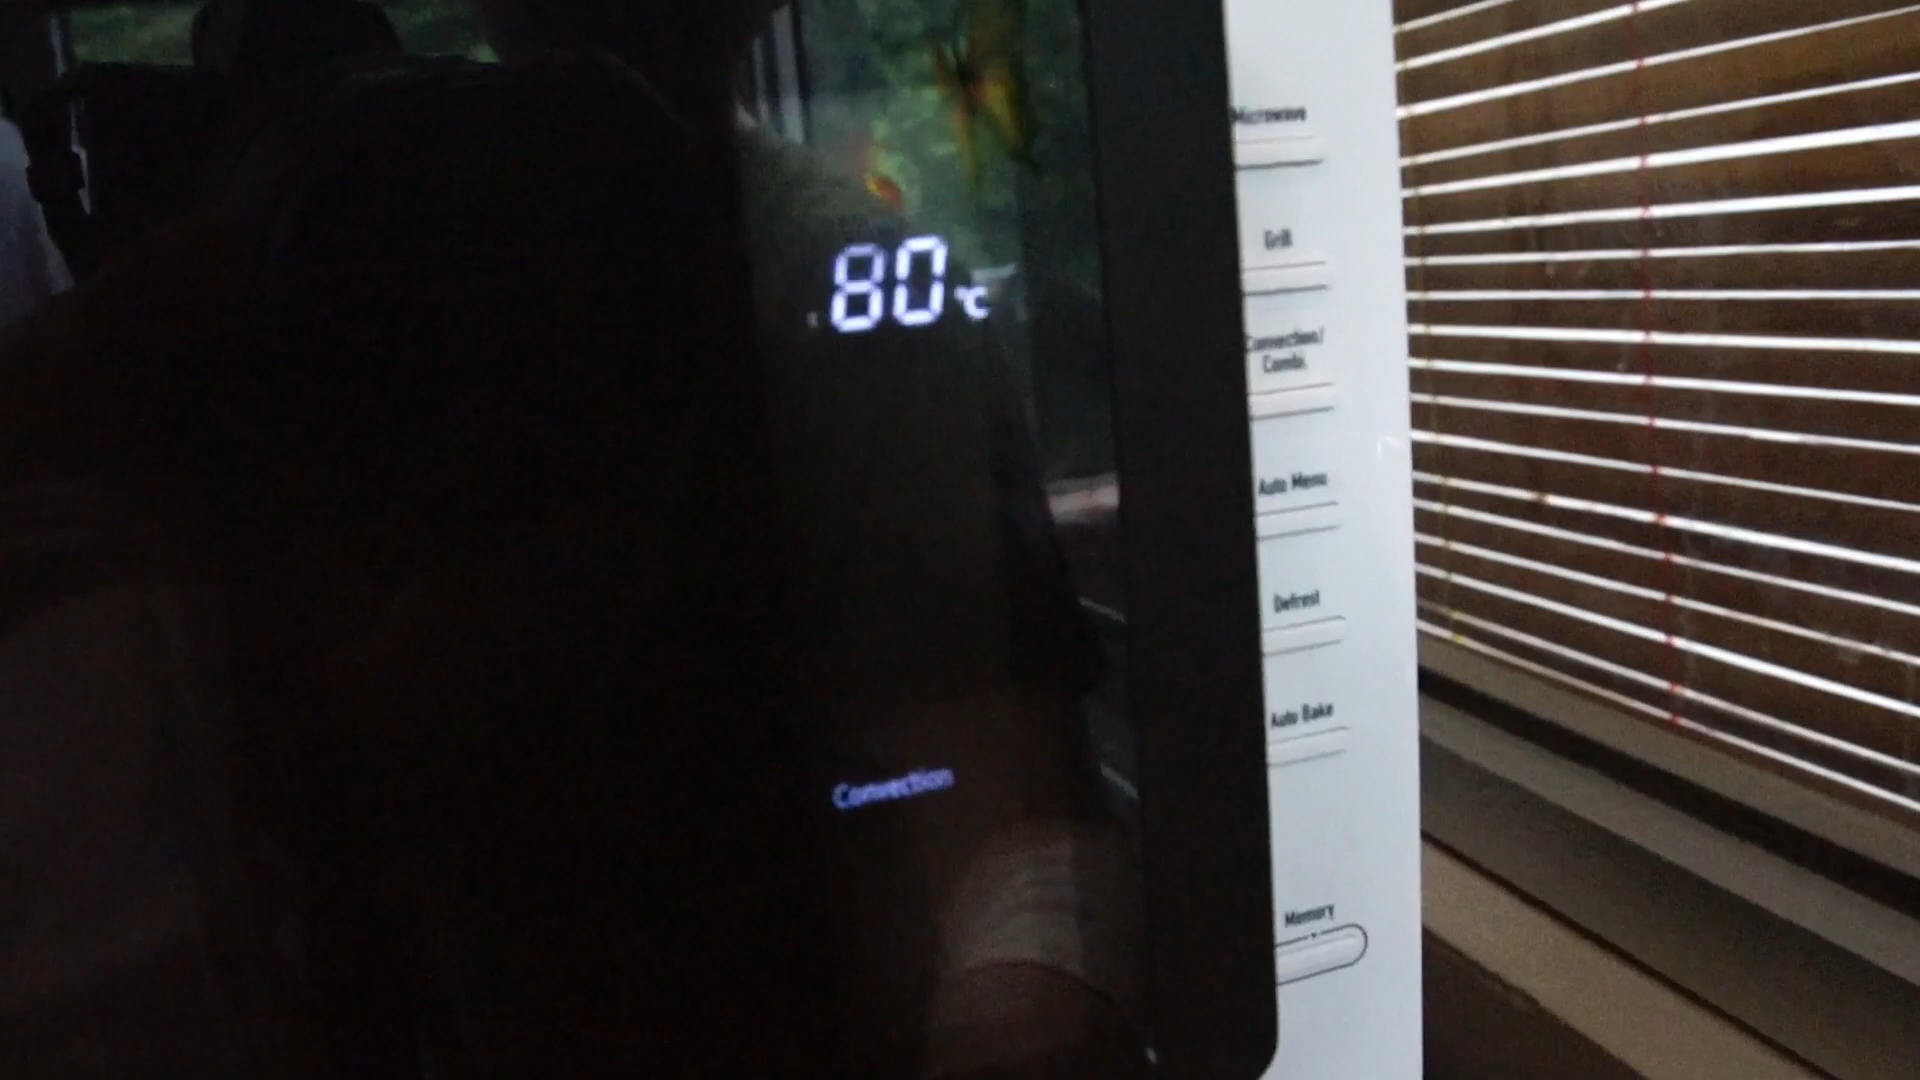 Microwave
80 °C
Grill
Convection/
Combi.
Auto Menu
Defrost
Auto Bake
Convection
Memory